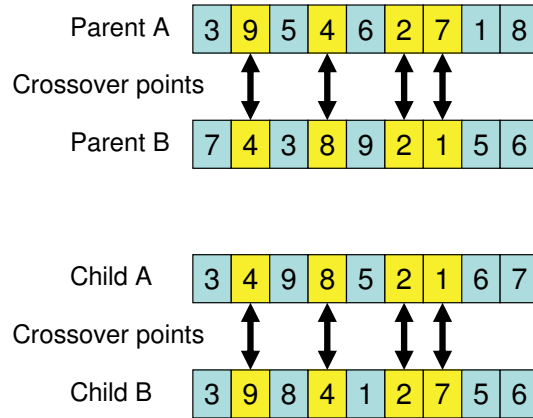 Parent A 3 9 5 4 6 2 7 1 8
Crossover points
Parent B 7 4 3 8 9 2 1 5 6
Child A 3 4 9 8 5 2 1 6 7
Crossover points
Child B 3 9 8 4 1 2 7 5 6